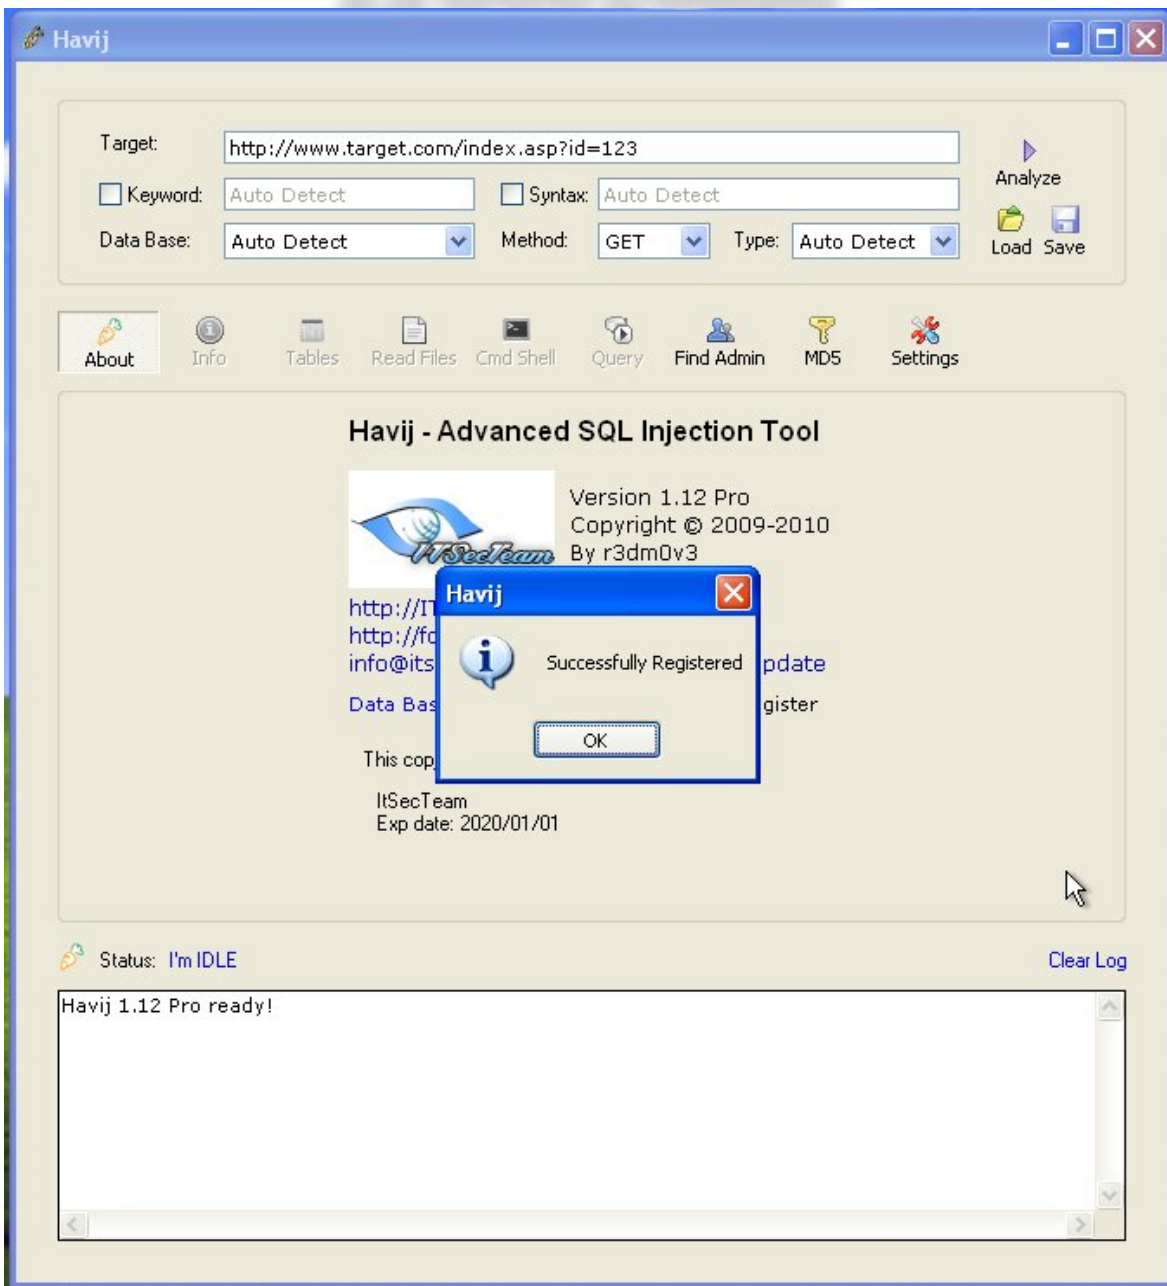 Havij
Target: http://www.target.com/index.asp?id=123
Analyze
Keyword: Auto Detect Syntax: Auto Detect
Data Base: Auto Detect Method: GET Type: Auto Detect
Load Save
About Info Tables Read Files Cmd Shell Query Find Admin MD5 Settings
Havij - Advanced SQL Injection Tool
ITSecTeam
Version 1.12 Pro
Copyright © 2009-2010
By r3dm0v3
Havij
Successfully Registered
OK
This
ItSecTeam
Exp date: 2020/01/01
Status: I'm IDLE
Clear Log
Havij 1.12 Pro ready!